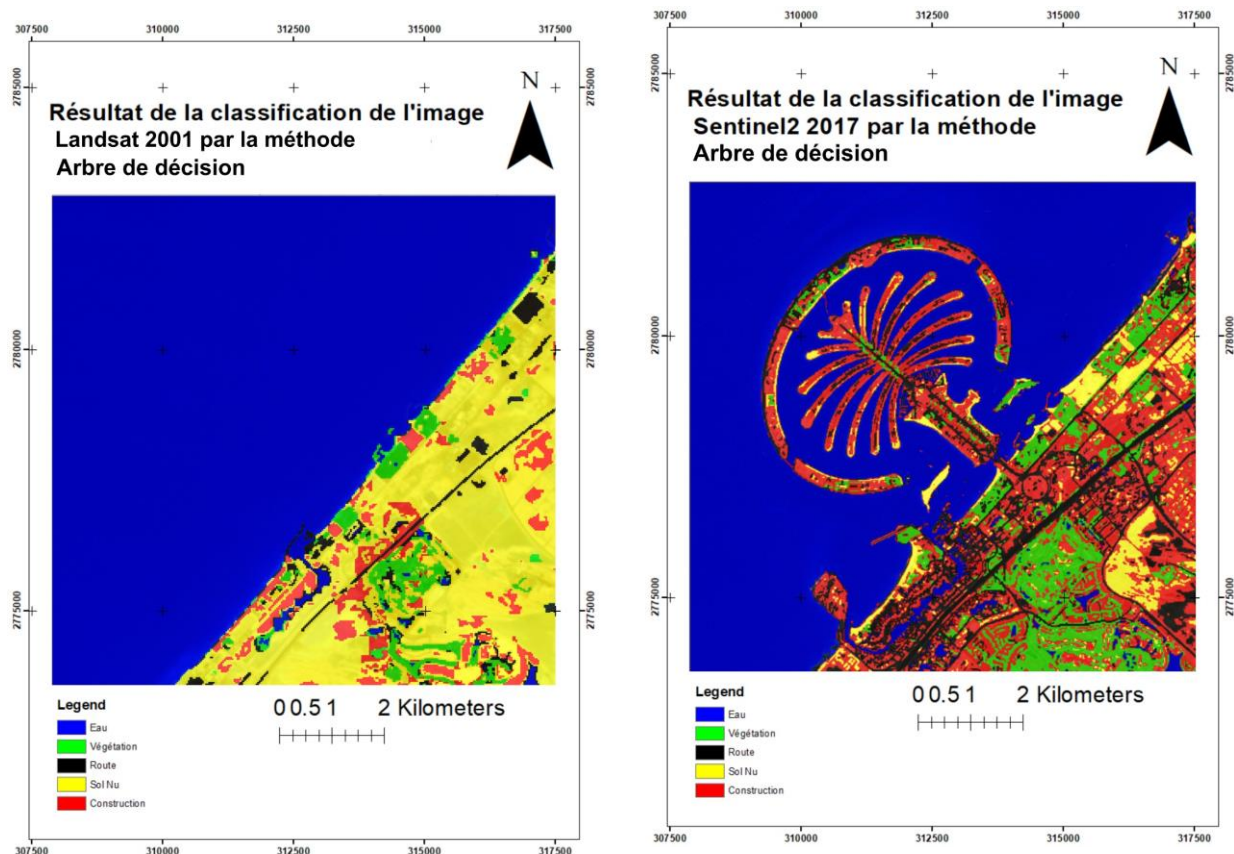 307500 310000 312500 315000 317500
2785000
N
Résultat de la classification de l'image
Landsat 2001 par la méthode
Arbre de décision
2780000
2775000
Legend
Eau
Végétation
Route
Sol Nu
Construction
0 0.5 1 2 Kilometers
307500 310000 312500 315000 317500
307500 310000 312500 315000 317500
2785000 2785000
N
Résultat de la classification de l'image
Sentinel2 2017 par la méthode
Arbre de décision
2780000 2780000
2775000 2775000
Legend
Eau
Végétation
Route
Sol Nu
Construction
0 0.5 1 2 Kilometers
307500 310000 312500 315000 317500